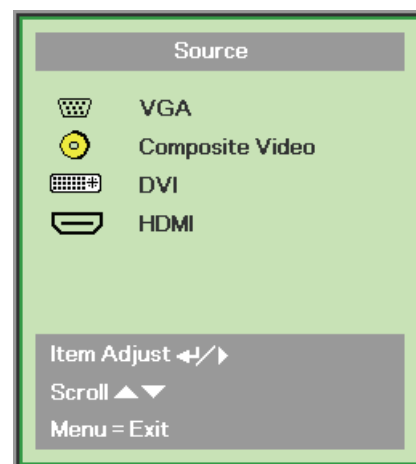 Source
VGA
Composite Video
DVI
HDMI
Item Adjust ↵/▶
Scroll ▲▼
Menu = Exit